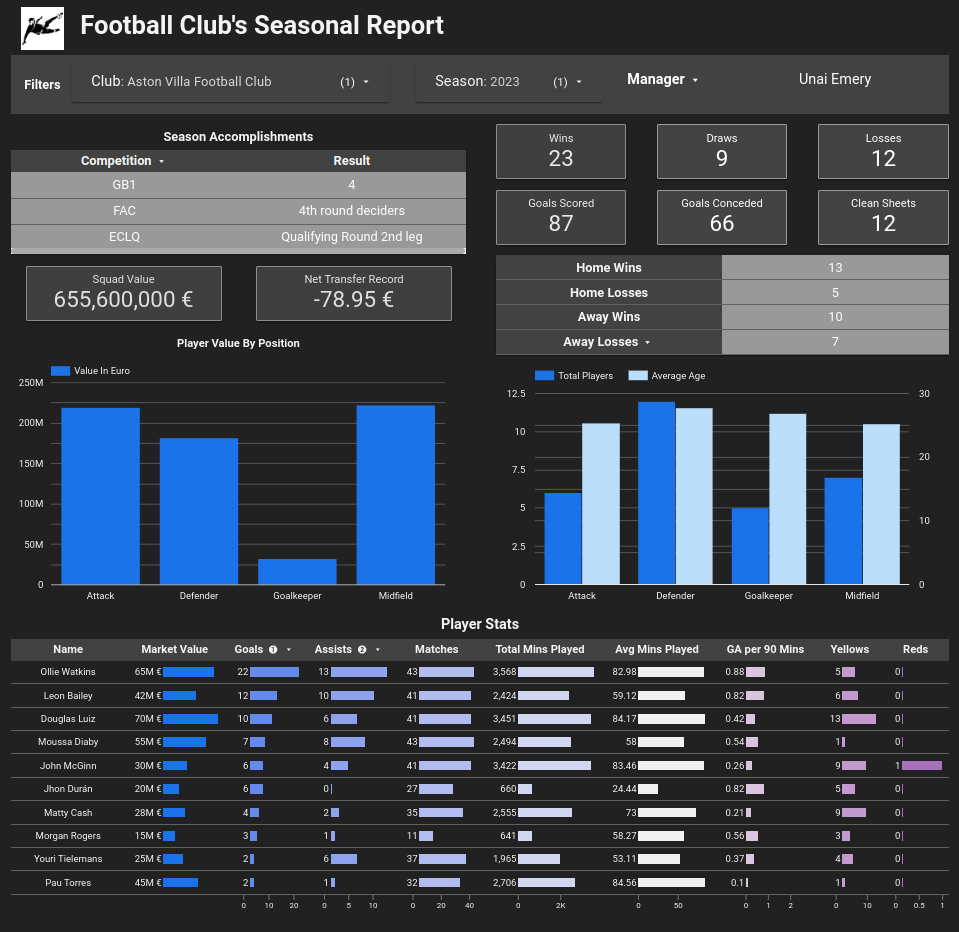 Football Club's Seasonal Report
Filters
Club: Aston Villa Football Club (1)
Season: 2023 (1)
Manager
Unai Emery
Season Accomplishments
Competition Result
GB1 4
FAC 4th round deciders
ECLQ Qualifying Round 2nd leg
Squad Value
655,600,000 €
Net Transfer Record
-78.95 €
Wins
23
Draws
9
Losses
12
Goals Scored
87
Goals Conceded
66
Clean Sheets
12
Home Wins 13
Home Losses 5
Away Wins 10
Away Losses 7
Player Value By Position
Value In Euro
250M
200M
150M
100M
50M
0
Attack Defender Goalkeeper Midfield
Total Players Average Age
12.5 30
10
7.5 20
5 10
2.5
0 0
Attack Defender Goalkeeper Midfield
Player Stats
Name Market Value Goals 1 Assists 2 Matches Total Mins Played Avg Mins Played GA per 90 Mins Yellows Reds
Ollie Watkins 65M € 22 13 43 3,568 82.98 0.88 5 0
Leon Bailey 42M € 12 10 41 2,424 59.12 0.82 6 0
Douglas Luiz 70M € 10 6 41 3,451 84.17 0.42 13 0
Moussa Diaby 55M € 7 8 43 2,494 58 0.54 1 0
John McGinn 30M € 6 4 41 3,422 83.46 0.26 9 1
Jhon Durán 20M € 6 0 27 660 24.44 0.82 5 0
Matty Cash 28M € 4 2 35 2,555 73 0.21 9 0
Morgan Rogers 15M € 3 1 11 641 58.27 0.56 3 0
Youri Tielemans 25M € 2 6 37 1,965 53.11 0.37 4 0
Pau Torres 45M € 2 1 32 2,706 84.56 0.1 1 0
0 10 20 0 5 10 0 20 40 0 2K 0 50 0 1 2 0 10 0 0.5 1